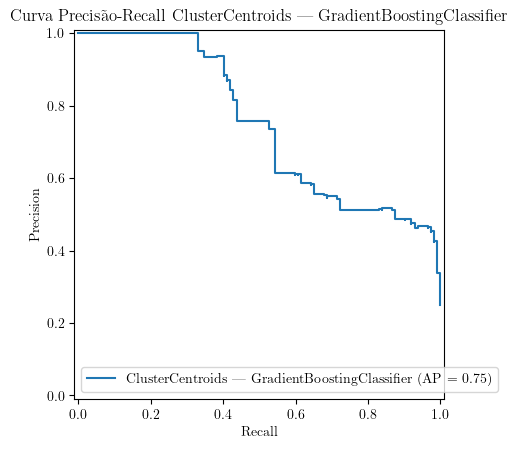 Curva Precisão-Recall ClusterCentroids — GradientBoostingClassifier
1.0
0.8
0.6
0.4
0.2
0.0
Precision
0.0 0.2 0.4 0.6 0.8 1.0
Recall
ClusterCentroids — GradientBoostingClassifier (AP = 0.75)